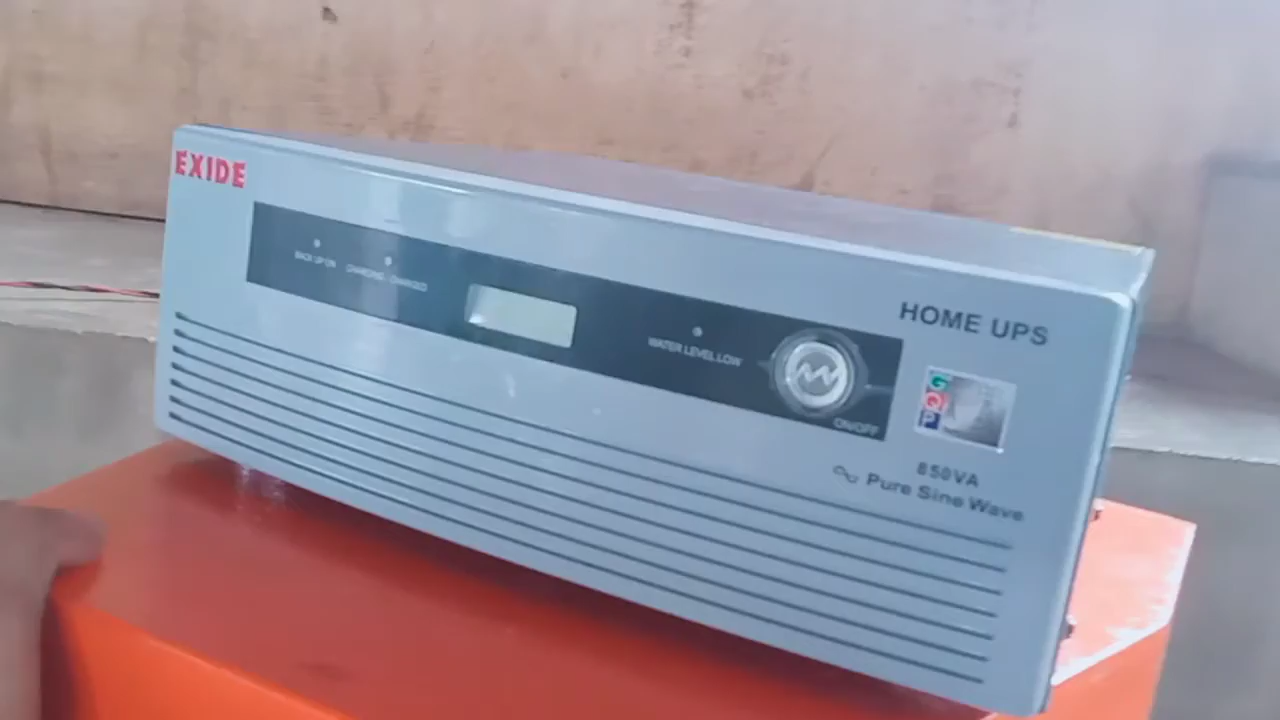 EXIDE
BACK UP ON
CHARGING / CHARGED
WATER LEVEL LOW
ON/OFF
HOME UPS
G
Q
P
850VA
Pure Sine Wave